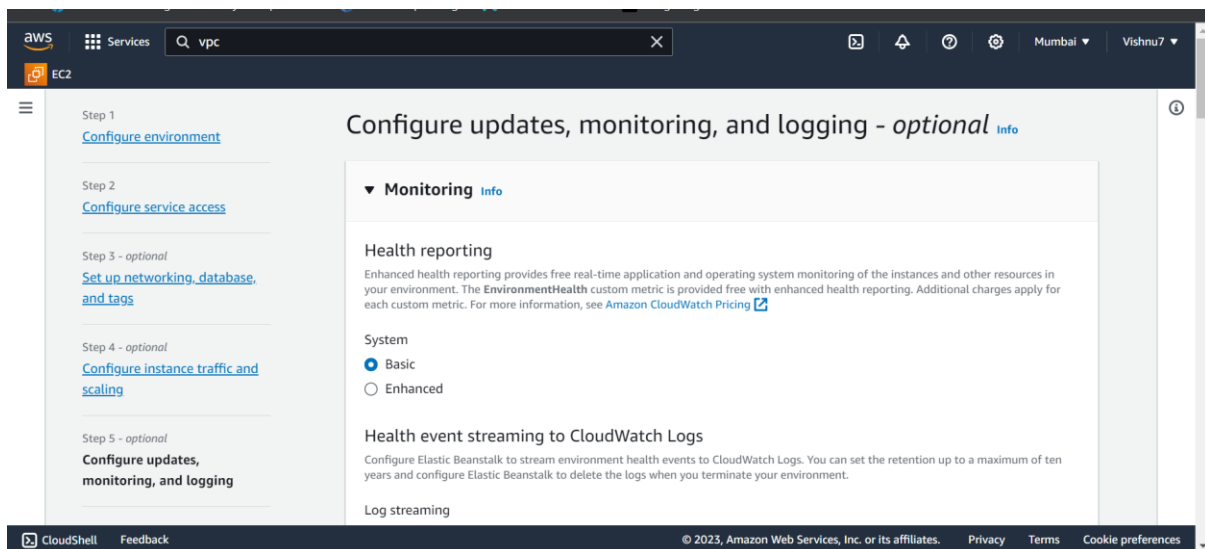 aws
Services
vpc
Mumbai ▼
Vishnu7 ▼
EC2
Step 1
Configure environment
Step 2
Configure service access
Step 3 - optional
Set up networking, database,
and tags
Step 4 - optional
Configure instance traffic and
scaling
Step 5 - optional
Configure updates,
monitoring, and logging
Configure updates, monitoring, and logging - optional Info
▼ Monitoring Info
Health reporting
Enhanced health reporting provides free real-time application and operating system monitoring of the instances and other resources in
your environment. The EnvironmentHealth custom metric is provided free with enhanced health reporting. Additional charges apply for
each custom metric. For more information, see Amazon CloudWatch Pricing
System
Basic
Enhanced
Health event streaming to CloudWatch Logs
Configure Elastic Beanstalk to stream environment health events to CloudWatch Logs. You can set the retention up to a maximum of ten
years and configure Elastic Beanstalk to delete the logs when you terminate your environment.
Log streaming
CloudShell Feedback
© 2023, Amazon Web Services, Inc. or its affiliates. Privacy Terms Cookie preferences